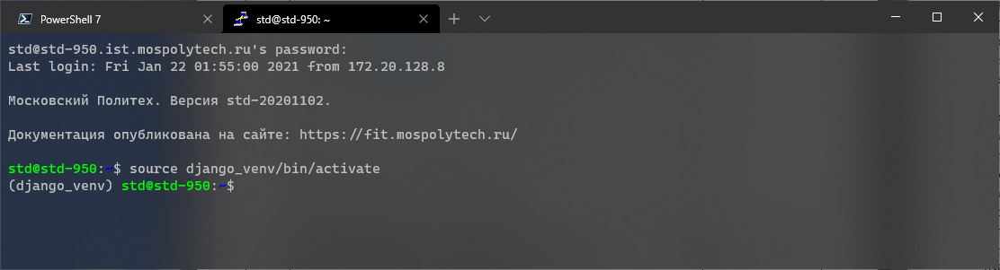 PowerShell 7
std@std-950: ~
std@std-950.ist.mospolytech.ru's password:
Last login: Fri Jan 22 01:55:00 2021 from 172.20.128.8
Московский Политех. Версия std-20201102.
Документация опубликована на сайте: https://fit.mospolytech.ru/
std@std-950:~$ source django_venv/bin/activate
(django_venv) std@std-950:~$